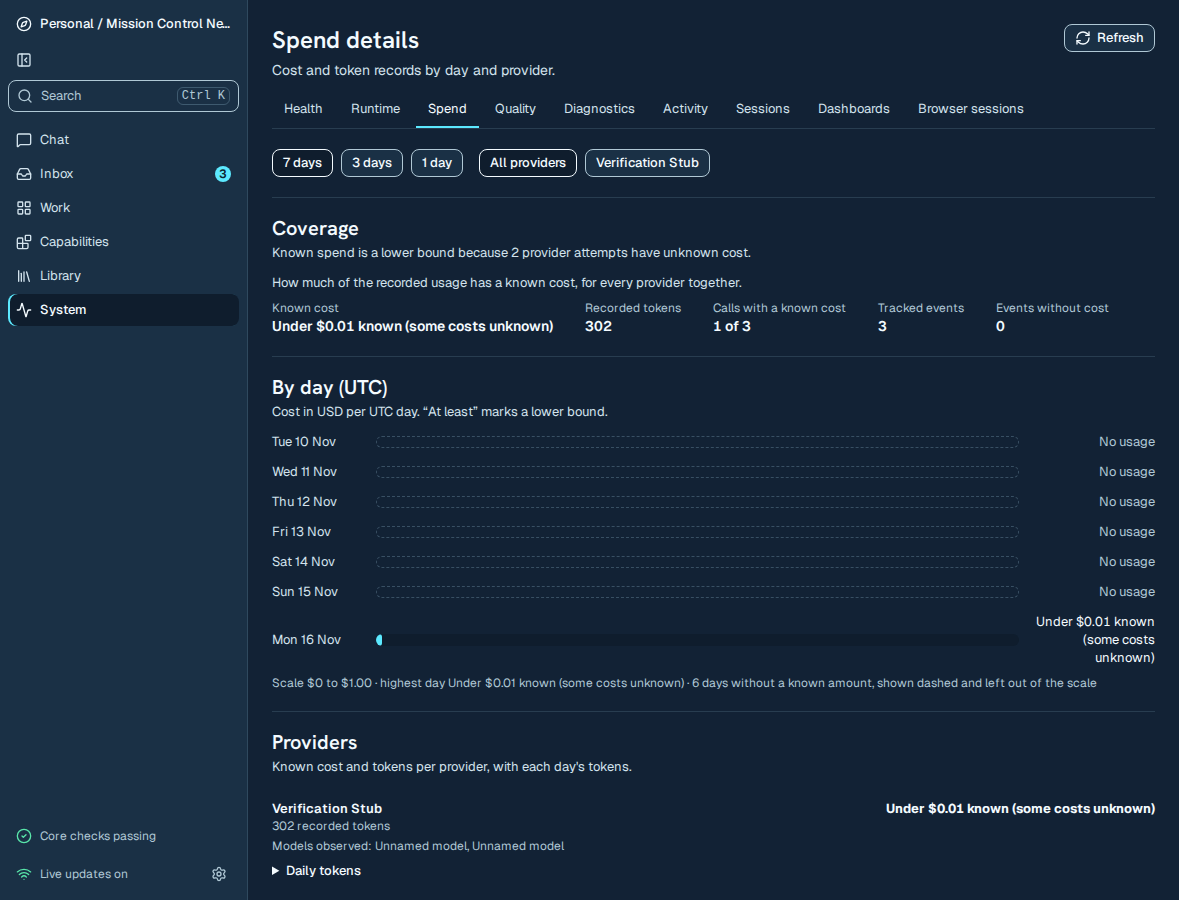 Personal / Mission Control Ne...
Search Ctrl K
Chat
Inbox 3
Work
Capabilities
Library
System
Core checks passing
Live updates on
Spend details
Refresh
Cost and token records by day and provider.
Health Runtime Spend Quality Diagnostics Activity Sessions Dashboards Browser sessions
7 days 3 days 1 day All providers Verification Stub
Coverage
Known spend is a lower bound because 2 provider attempts have unknown cost.
How much of the recorded usage has a known cost, for every provider together.
Known cost Recorded tokens Calls with a known cost Tracked events Events without cost
Under $0.01 known (some costs unknown) 302 1 of 3 3 0
By day (UTC)
Cost in USD per UTC day. “At least” marks a lower bound.
Tue 10 Nov No usage
Wed 11 Nov No usage
Thu 12 Nov No usage
Fri 13 Nov No usage
Sat 14 Nov No usage
Sun 15 Nov No usage
Mon 16 Nov Under $0.01 known
(some costs
unknown)
Scale $0 to $1.00 · highest day Under $0.01 known (some costs unknown) · 6 days without a known amount, shown dashed and left out of the scale
Providers
Known cost and tokens per provider, with each day's tokens.
Verification Stub Under $0.01 known (some costs unknown)
302 recorded tokens
Models observed: Unnamed model, Unnamed model
Daily tokens